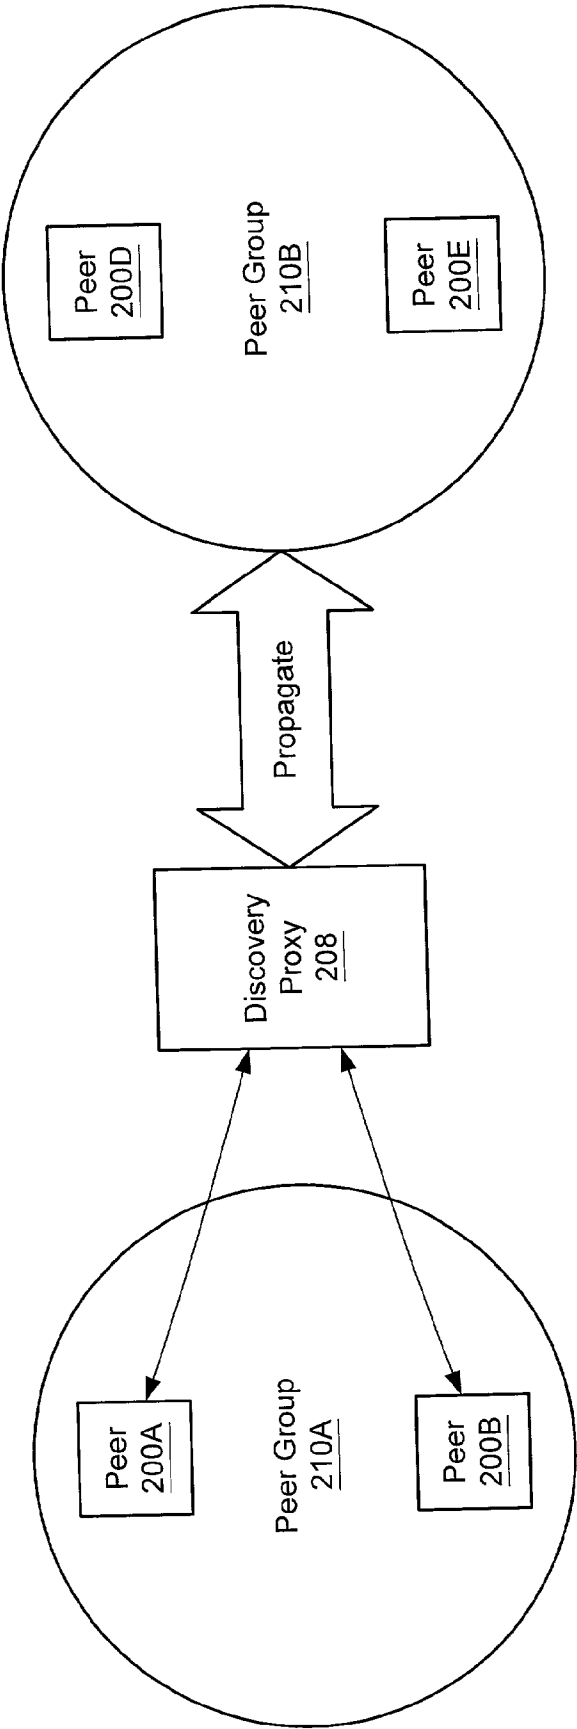 Peer
200A
Peer Group
210A
Peer
200B
Discovery
Proxy
208
Propagate
Peer
200D
Peer Group
210B
Peer
200E